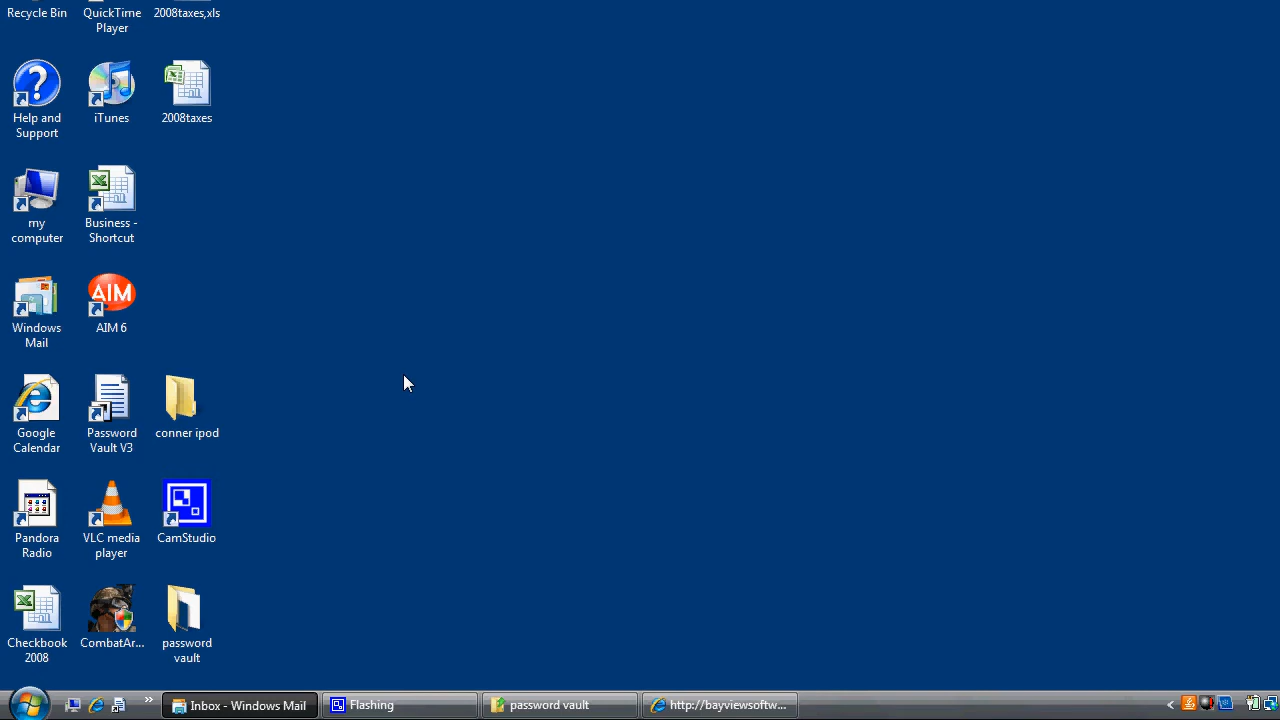 Recycle Bin
QuickTime
Player
2008taxes,xls
Help and
Support
iTunes
2008taxes
my
computer
Business -
Shortcut
Windows
Mail
AIM
AIM 6
Google
Calendar
Password
Vault V3
conner ipod
Pandora
Radio
VLC media
player
CamStudio
Checkbook
2008
CombatAr...
password
vault
Inbox - Windows Mail
Flashing
password vault
http://bayviewsoftw...